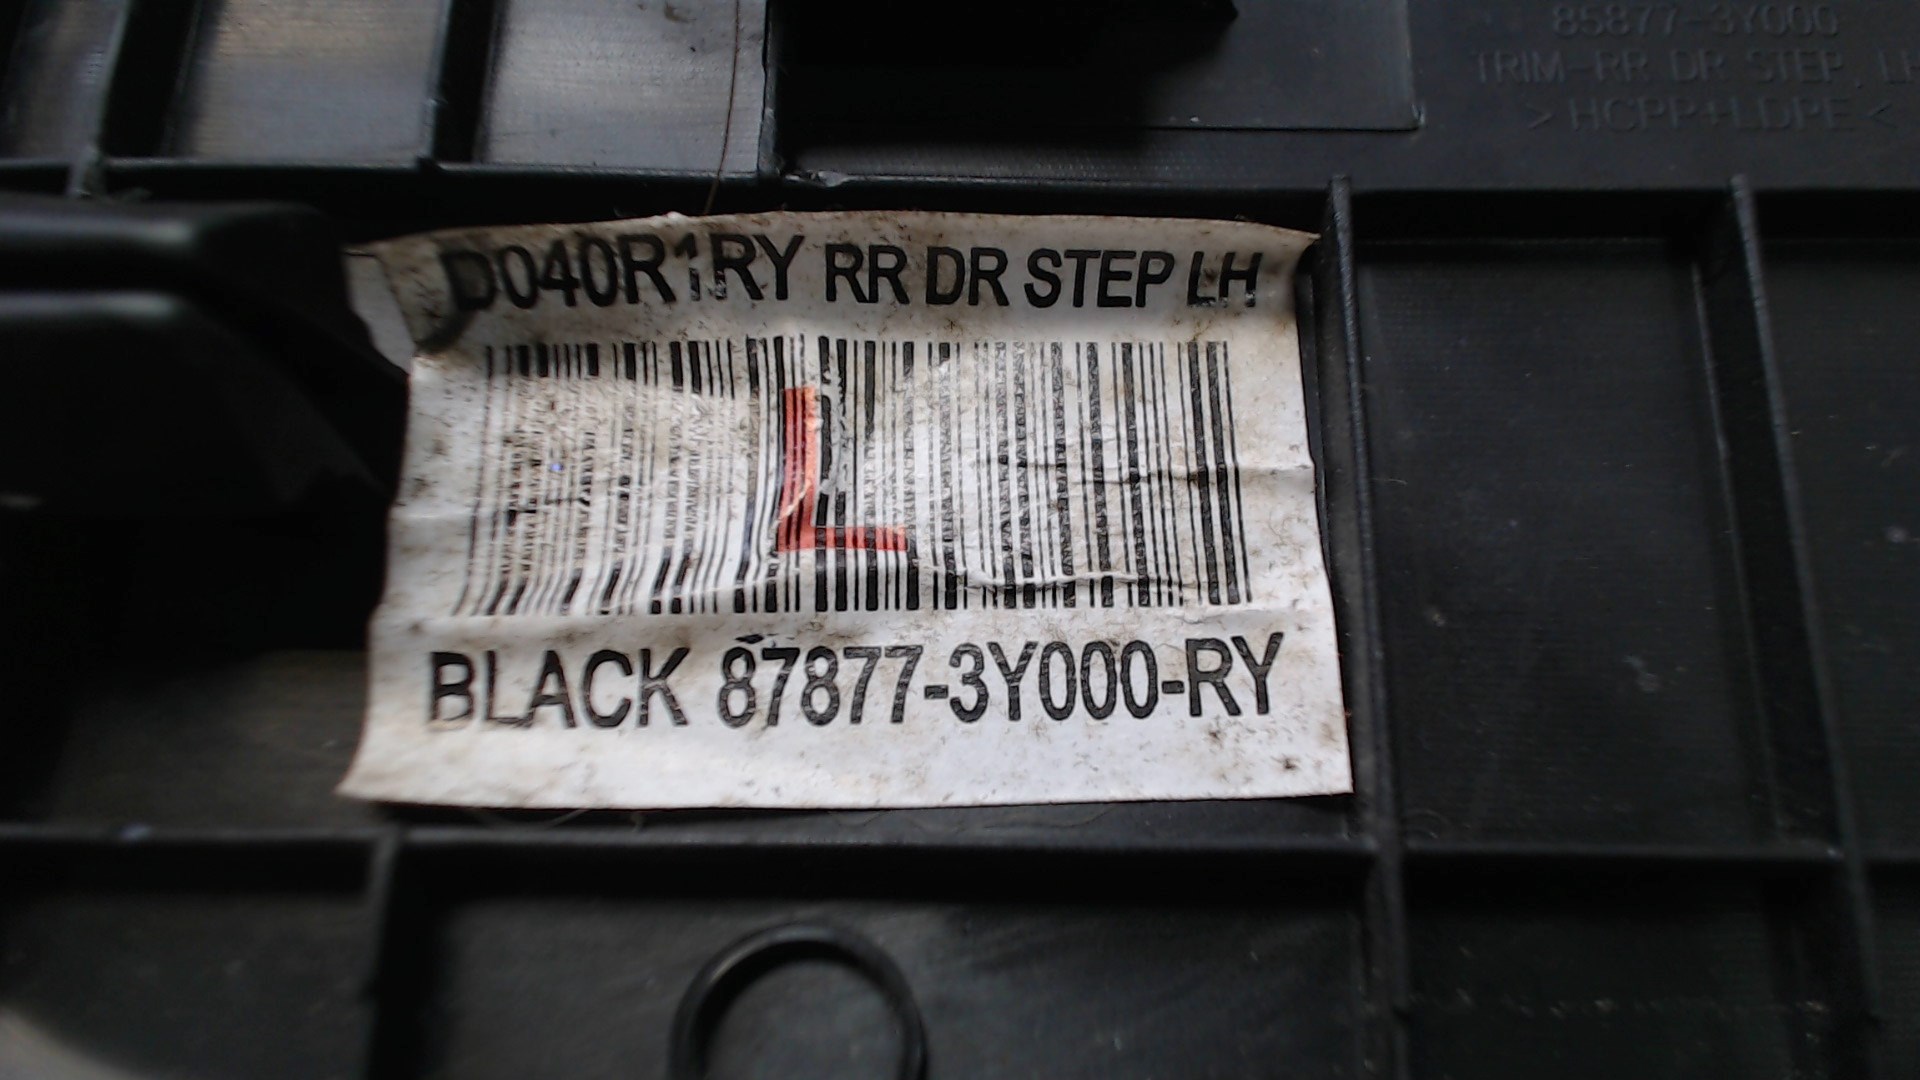 85877-3Y000
TRIM-RR DR STEP, LH
>HCPP+LDPE<
D040R1RY RR DR STEP LH
L
BLACK 87877-3Y000-RY